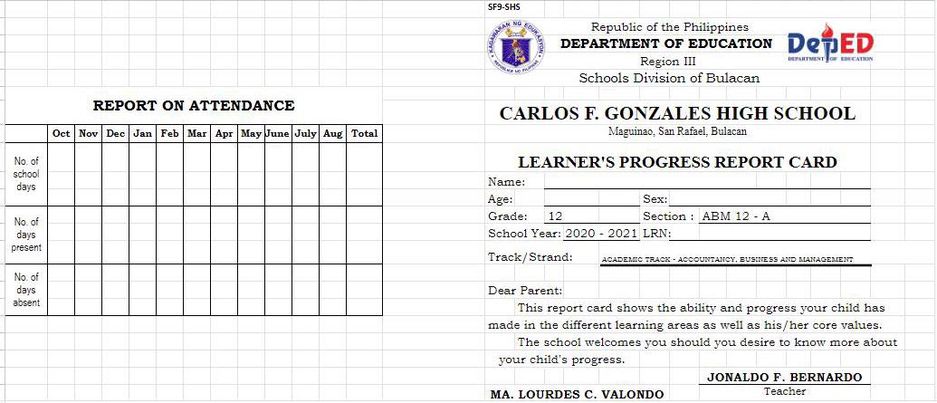 SF9-SHS
Republic of the Philippines
DEPARTMENT OF EDUCATION
Region III
Schools Division of Bulacan
KAGAWARAN NG EDUKASYON
REPUBLIKA NG PILIPINAS
DepED
DEPARTMENT OF EDUCATION
REPORT ON ATTENDANCE
Oct Nov Dec Jan Feb Mar Apr May June July Aug Total
No. of
school
days
No. of
days
present
No. of
days
absent
CARLOS F. GONZALES HIGH SCHOOL
Maguinao, San Rafael, Bulacan
LEARNER'S PROGRESS REPORT CARD
Name:
Age: Sex:
Grade: 12 Section : ABM 12 - A
School Year: 2020 - 2021 LRN:
Track/Strand: ACADEMIC TRACK - ACCOUNTANCY, BUSINESS AND MANAGEMENT
Dear Parent:
This report card shows the ability and progress your child has
made in the different learning areas as well as his/her core values.
The school welcomes you should you desire to know more about
your child's progress.
JONALDO F. BERNARDO
Teacher
MA. LOURDES C. VALONDO